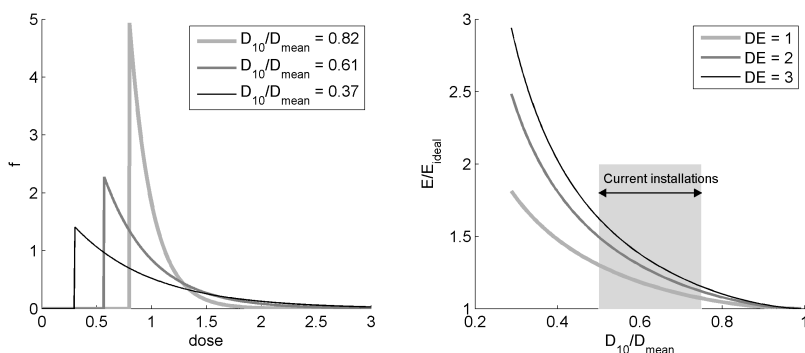 5
4
3
2
1
0
f
0 0.5 1 1.5 2 2.5 3
dose
D10/Dmean = 0.82
D10/Dmean = 0.61
D10/Dmean = 0.37
3
2.5
2
1.5
1
E/Eideal
0.2 0.4 0.6 0.8 1
D10/Dmean
DE = 1
DE = 2
DE = 3
Current installations